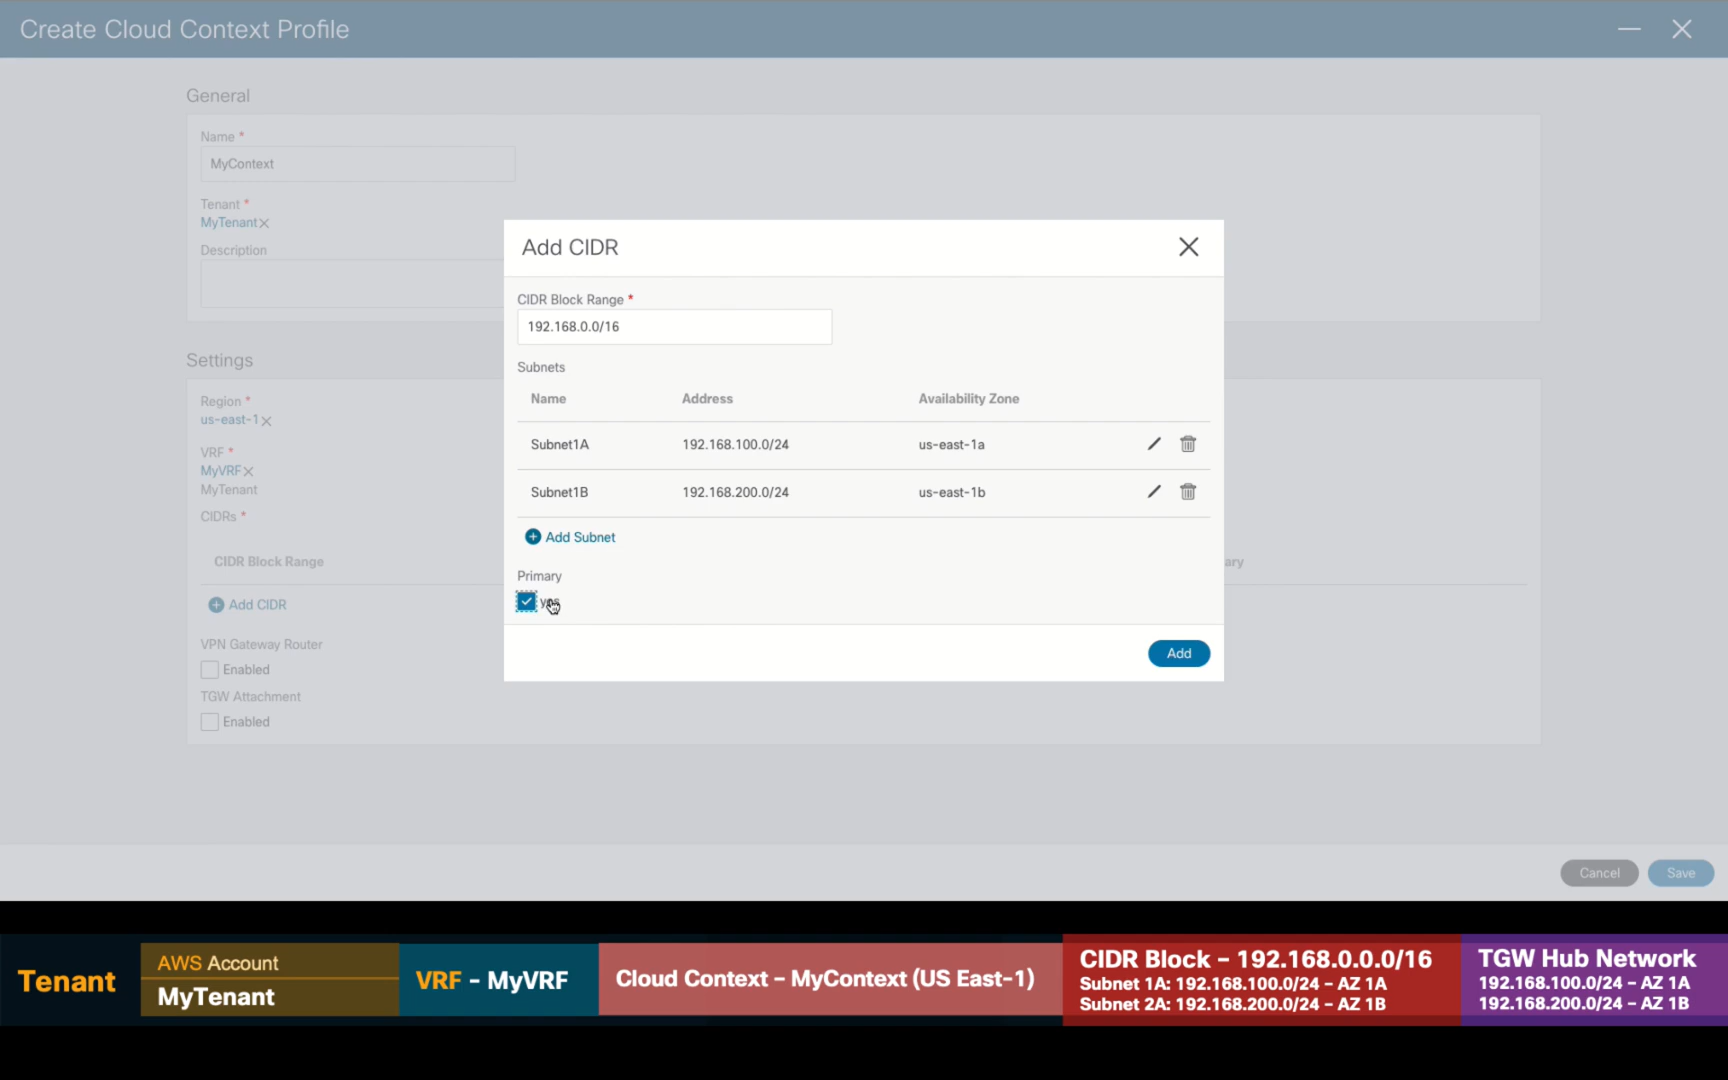 Create Cloud Context Profile
General
Name *
MyContext
Tenant *
MyTenant
Description
Settings
Region *
us-east-1
VRF *
MyVRF
MyTenant
CIDRs *
CIDR Block Range
Add CIDR
VPN Gateway Router
Enabled
TGW Attachment
Enabled
Add CIDR
CIDR Block Range *
192.168.0.0/16
Subnets
Name Address Availability Zone
Subnet1A 192.168.100.0/24 us-east-1a
Subnet1B 192.168.200.0/24 us-east-1b
Add Subnet
Primary
yes
Add
ary
Cancel Save
Tenant
AWS Account
MyTenant
VRF - MyVRF
Cloud Context – MyContext (US East-1)
CIDR Block – 192.168.0.0.0/16
Subnet 1A: 192.168.100.0/24 – AZ 1A
Subnet 2A: 192.168.200.0/24 – AZ 1B
TGW Hub Network
192.168.100.0/24 – AZ 1A
192.168.200.0/24 – AZ 1B